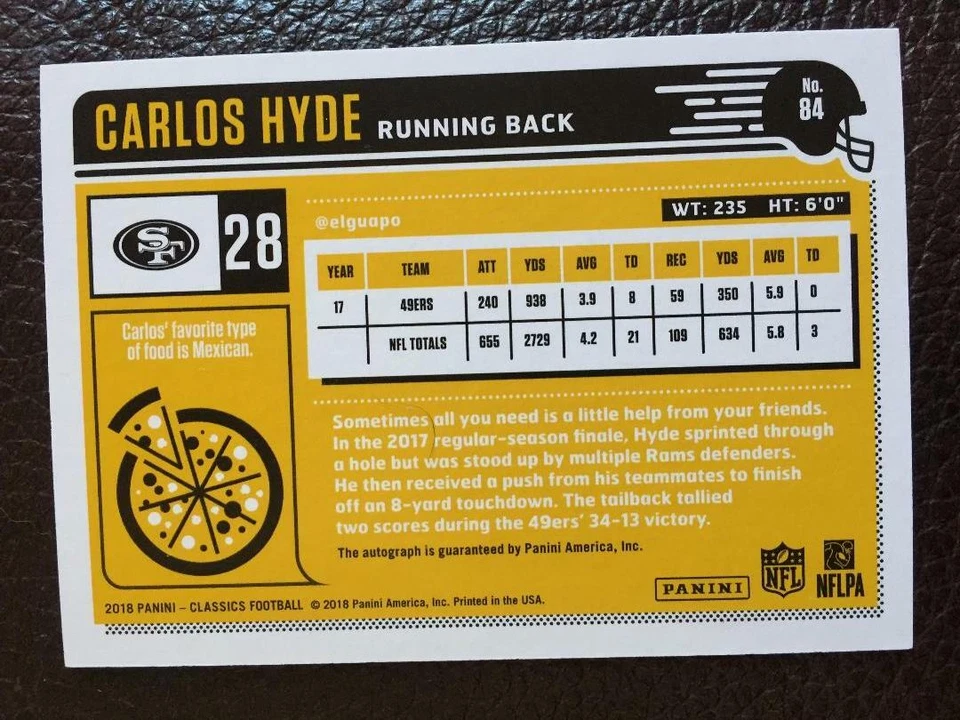 CARLOS HYDE RUNNING BACK
No.
84
SF
28
@elguapo
WT: 235 HT: 6'0"
YEAR TEAM ATT YDS AVG TD REC YDS AVG TD
17 49ERS 240 938 3.9 8 59 350 5.9 0
NFL TOTALS 655 2729 4.2 21 109 634 5.8 3
Carlos' favorite type
of food is Mexican.
Sometimes all you need is a little help from your friends.
In the 2017 regular-season finale, Hyde sprinted through
a hole but was stood up by multiple Rams defenders.
He then received a push from his teammates to finish
off an 8-yard touchdown. The tailback tallied
two scores during the 49ers' 34-13 victory.
The autograph is guaranteed by Panini America, Inc.
PANINI
NFL
NFLPA
2018 PANINI – CLASSICS FOOTBALL © 2018 Panini America, Inc. Printed in the USA.